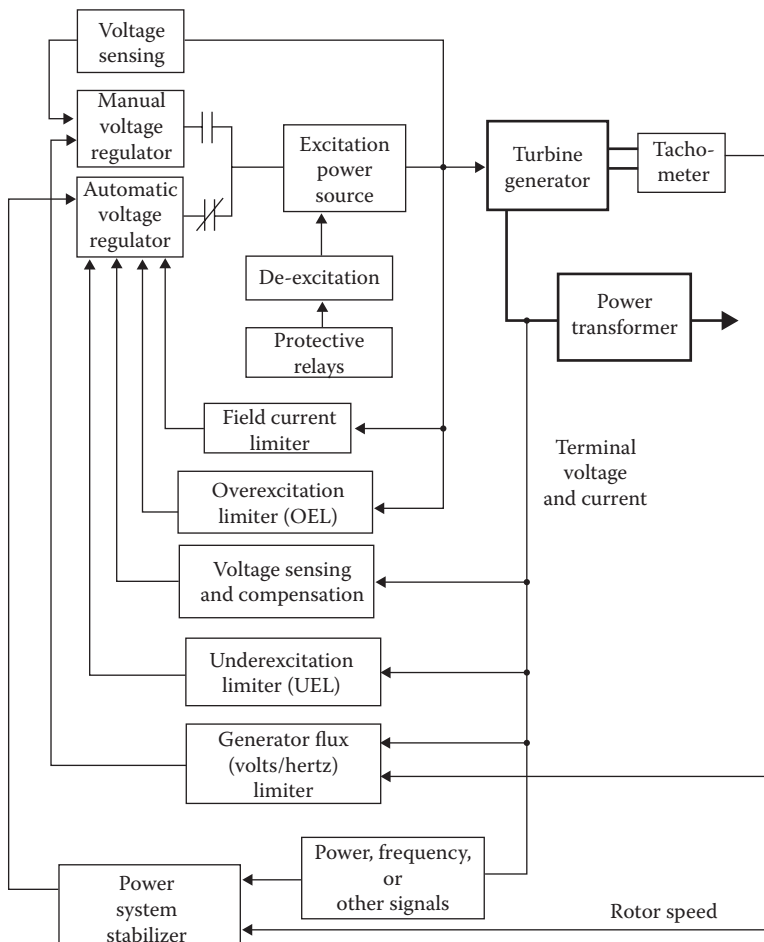 Voltage
sensing
Manual
voltage
regulator
Automatic
voltage
regulator
Excitation
power
source
Turbine
generator
Tacho-
meter
De-excitation
Protective
relays
Power
transformer
Field current
limiter
Terminal
voltage
and current
Overexcitation
limiter (OEL)
Voltage sensing
and compensation
Underexcitation
limiter (UEL)
Generator flux
(volts/hertz)
limiter
Power, frequency,
or
other signals
Power
system
stabilizer
Rotor speed